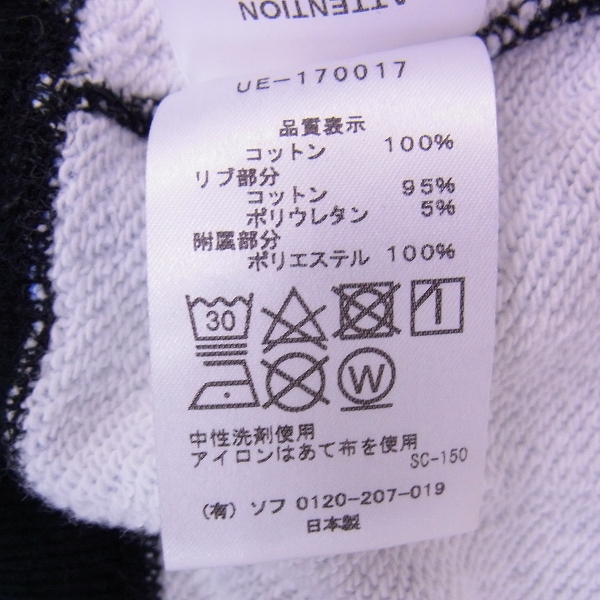 ATTENTION
UE-170017
品質表示
コットン 100%
リブ部分
コットン 95%
ポリウレタン 5%
附属部分
ポリエステル 100%
30
W
中性洗剤使用
アイロンはあて布を使用
SC-150
(有) ソフ 0120-207-019
日本製